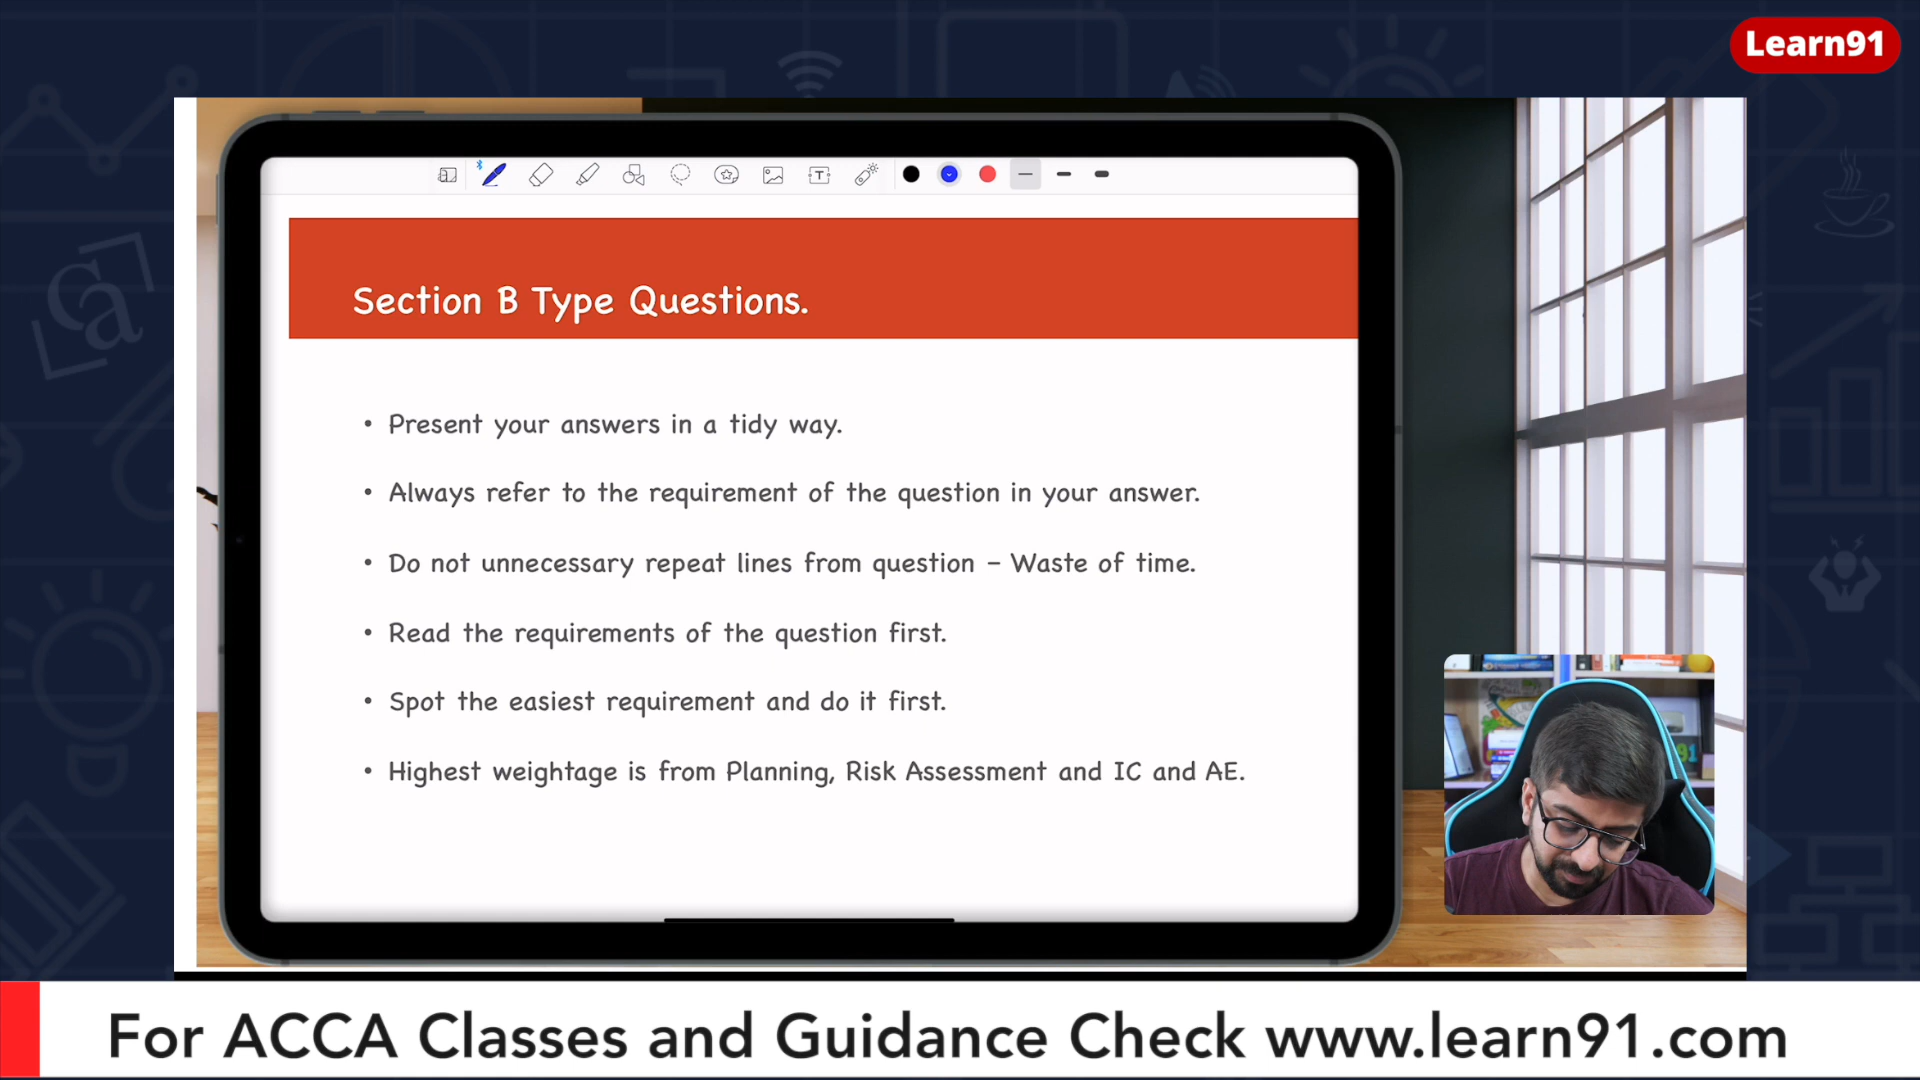 Learn91
Section B Type Questions.
• Present your answers in a tidy way.
• Always refer to the requirement of the question in your answer.
• Do not unnecessary repeat lines from question – Waste of time.
• Read the requirements of the question first.
• Spot the easiest requirement and do it first.
• Highest weightage is from Planning, Risk Assessment and IC and AE.
For ACCA Classes and Guidance Check www.learn91.com